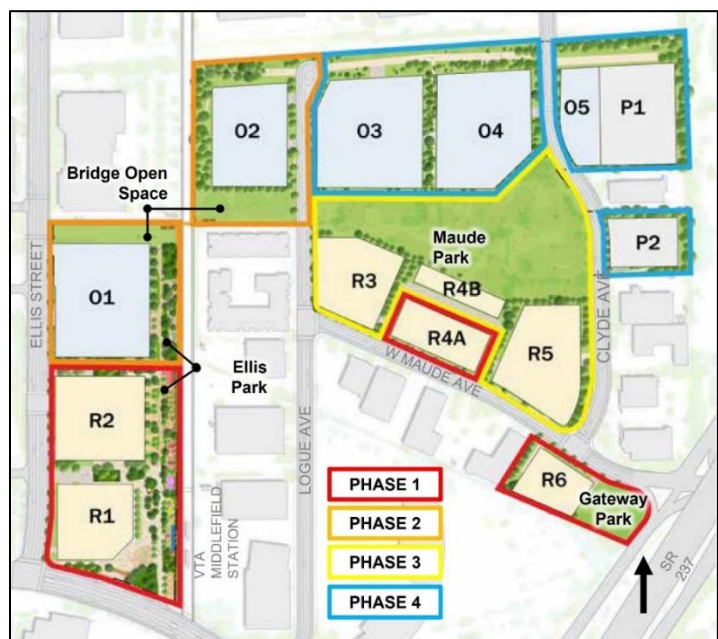 O2
O3
O4
O5
P1
Bridge Open
Space
Maude
Park
P2
ELLIS STREET
O1
R3
R4B
R4A
R5
CLYDE AVE
W MAUDE AVE
Ellis
Park
LOGUE AVE
R2
R1
R6
Gateway
Park
VTA
MIDDLEFIELD
STATION
SR
237
PHASE 1
PHASE 2
PHASE 3
PHASE 4